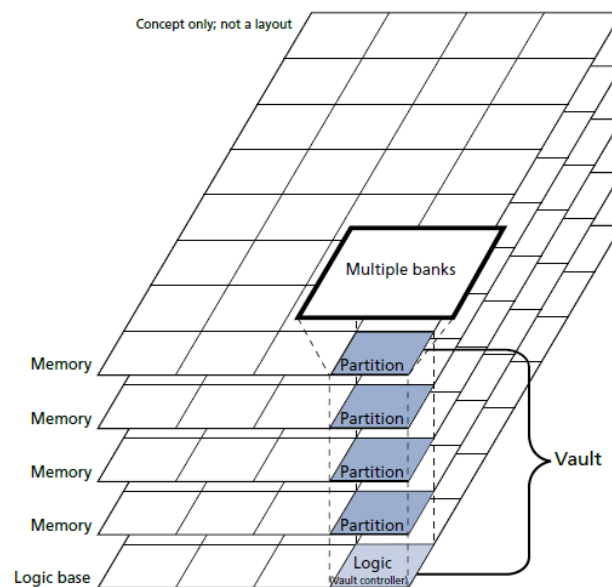 Concept only; not a layout
Multiple banks
Memory
Partition
Memory
Partition
Memory
Partition
Memory
Partition
Vault
Logic base
Logic
(Vault controller)